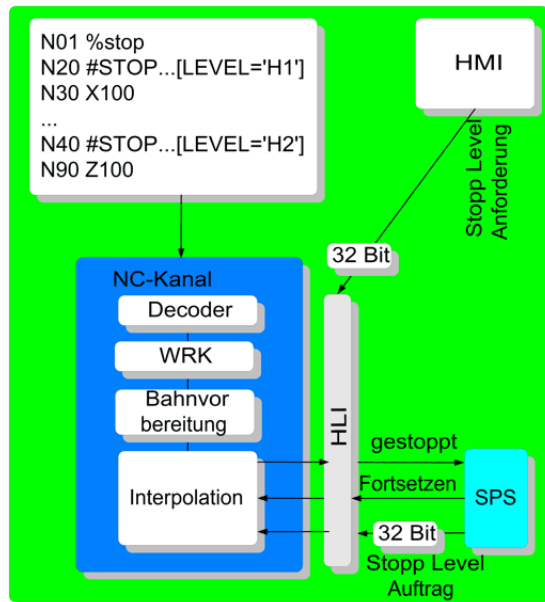 N01 %stop
N20 #STOP...[LEVEL='H1']
N30 X100
...
N40 #STOP...[LEVEL='H2']
N90 Z100
HMI
Stopp Level
Anforderung
32 Bit
NC-Kanal
Decoder
WRK
Bahnvor
bereitung
Interpolation
HLI
gestoppt
Fortsetzen
SPS
32 Bit
Stopp Level
Auftrag